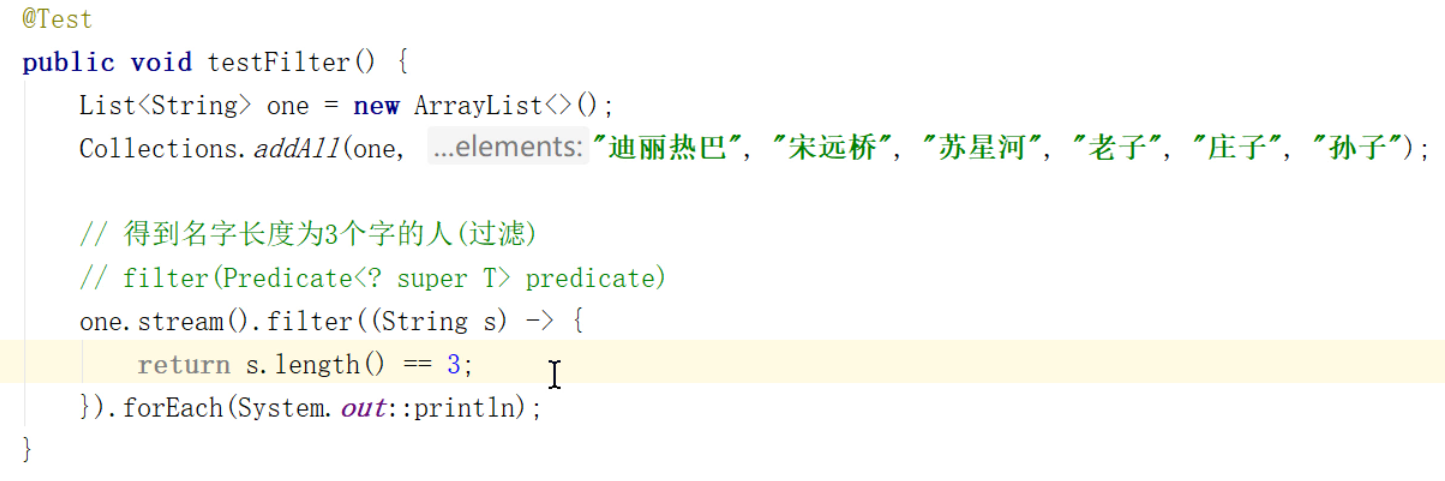 @Test
public void testFilter() {
List<String> one = new ArrayList<>();
Collections.addAll(one, ...elements: "迪丽热巴", "宋远桥", "苏星河", "老子", "庄子", "孙子");
// 得到名字长度为3个字的人(过滤)
// filter(Predicate<? super T> predicate)
one.stream().filter((String s) -> {
return s.length() == 3;
}).forEach(System.out::println);
}